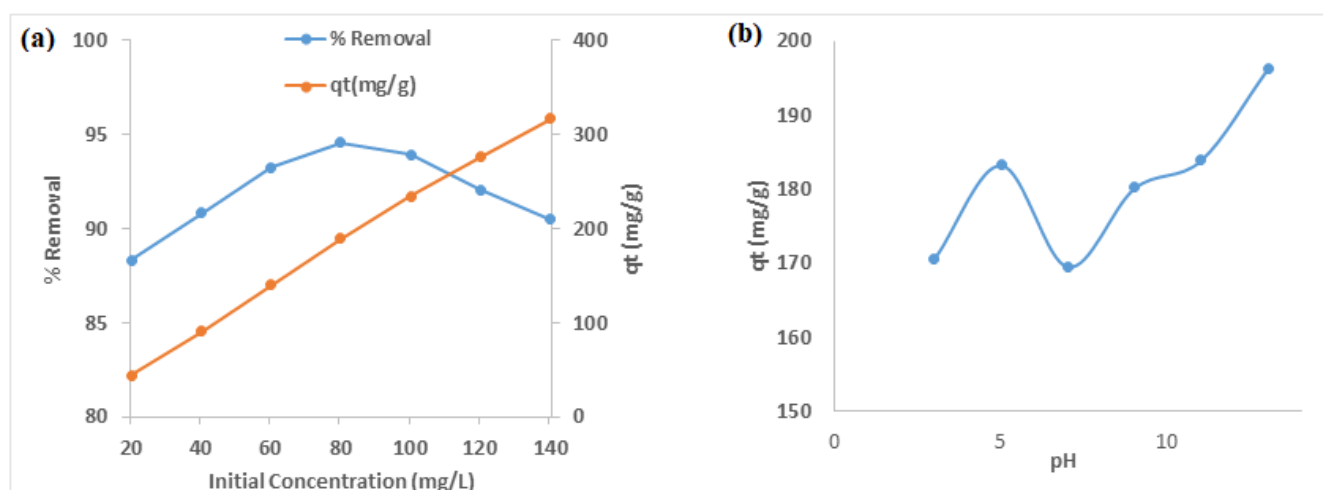 (a)
% Removal
qt(mg/g)
100
95
90
85
80
% Removal
400
300
200
100
0
qt (mg/g)
20 40 60 80 100 120 140
Initial Concentration (mg/L)
(b)
200
190
180
170
160
150
qt (mg/g)
0 5 10
pH